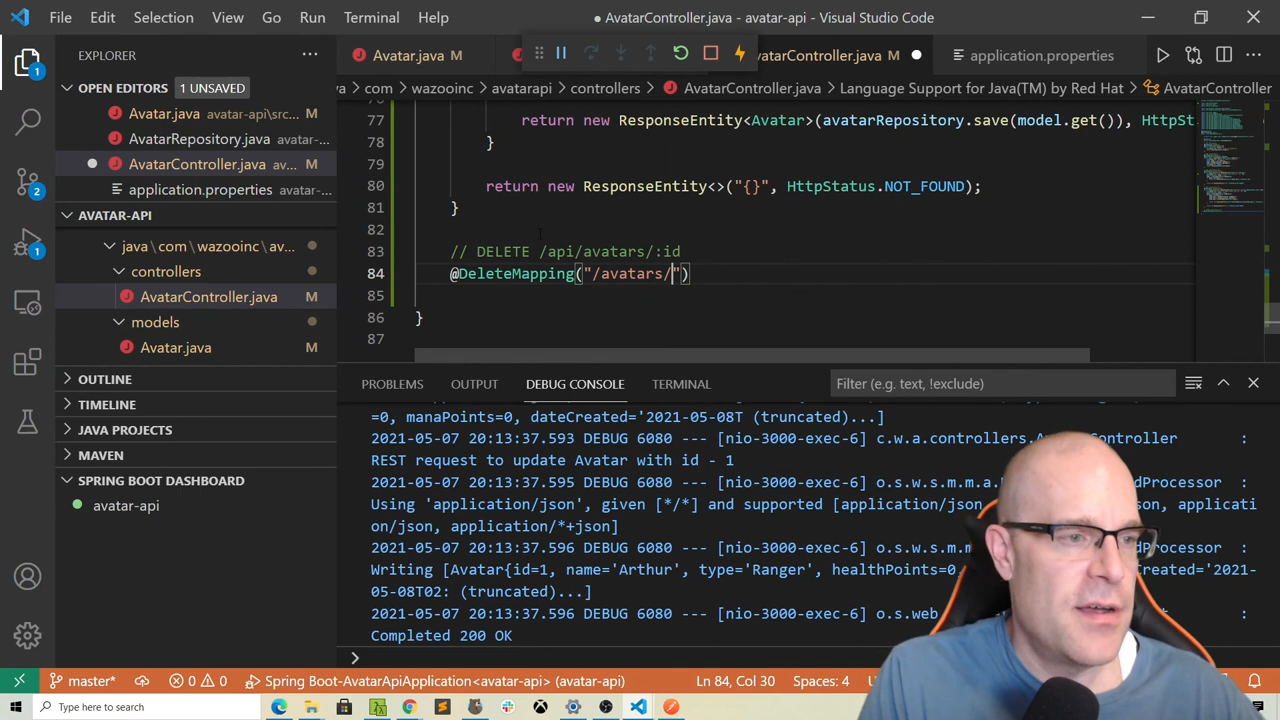 File Edit Selection View Go Run Terminal Help
● AvatarController.java - avatar-api - Visual Studio Code
EXPLORER
Avatar.java M
AvatarController.java M
application.properties
OPEN EDITORS 1 UNSAVED
/ com > wazooinc > avatarapi > controllers > AvatarController.java > Language Support for Java(TM) by Red Hat > AvatarController
Avatar.java avatar-api\src... M
AvatarRepository.java avatar-...
AvatarController.java av... M
application.properties avatar-...
AVATAR-API
java\com\wazooinc\av...
controllers
AvatarController.java M
models
Avatar.java M
OUTLINE
TIMELINE
JAVA PROJECTS
MAVEN
SPRING BOOT DASHBOARD
avatar-api
77 return new ResponseEntity<Avatar>(avatarRepository.save(model.get()), HttpSt
78 }
79
80 return new ResponseEntity<>("{}", HttpStatus.NOT_FOUND);
81 }
82
83 // DELETE /api/avatars/:id
84 @DeleteMapping("/avatars/")
85
86 }
87
PROBLEMS OUTPUT DEBUG CONSOLE TERMINAL
Filter (e.g. text, !exclude)
=0, manaPoints=0, dateCreated='2021-05-08T (truncated)...]
2021-05-07 20:13:37.593 DEBUG 6080 --- [nio-3000-exec-6] c.w.a.controllers.AvatarController :
REST request to update Avatar with id - 1
2021-05-07 20:13:37.595 DEBUG 6080 --- [nio-3000-exec-6] o.s.w.s.m.m.a. Processor :
Using 'application/json', given [*/*] and supported [application/json, applicati
on/json, application/*+json]
2021-05-07 20:13:37.596 DEBUG 6080 --- [nio-3000-exec-6] o.s.w.s.m. Processor :
Writing [Avatar{id=1, name='Arthur', type='Ranger', healthPoints=0 Created='2021-
05-08T02: (truncated)...]
2021-05-07 20:13:37.596 DEBUG 6080 --- [nio-3000-exec-6] o.s.web :
Completed 200 OK
master* 0 0 Spring Boot-AvatarApiApplication<avatar-api> (avatar-api) Ln 84, Col 30 Spaces: 4
Type here to search